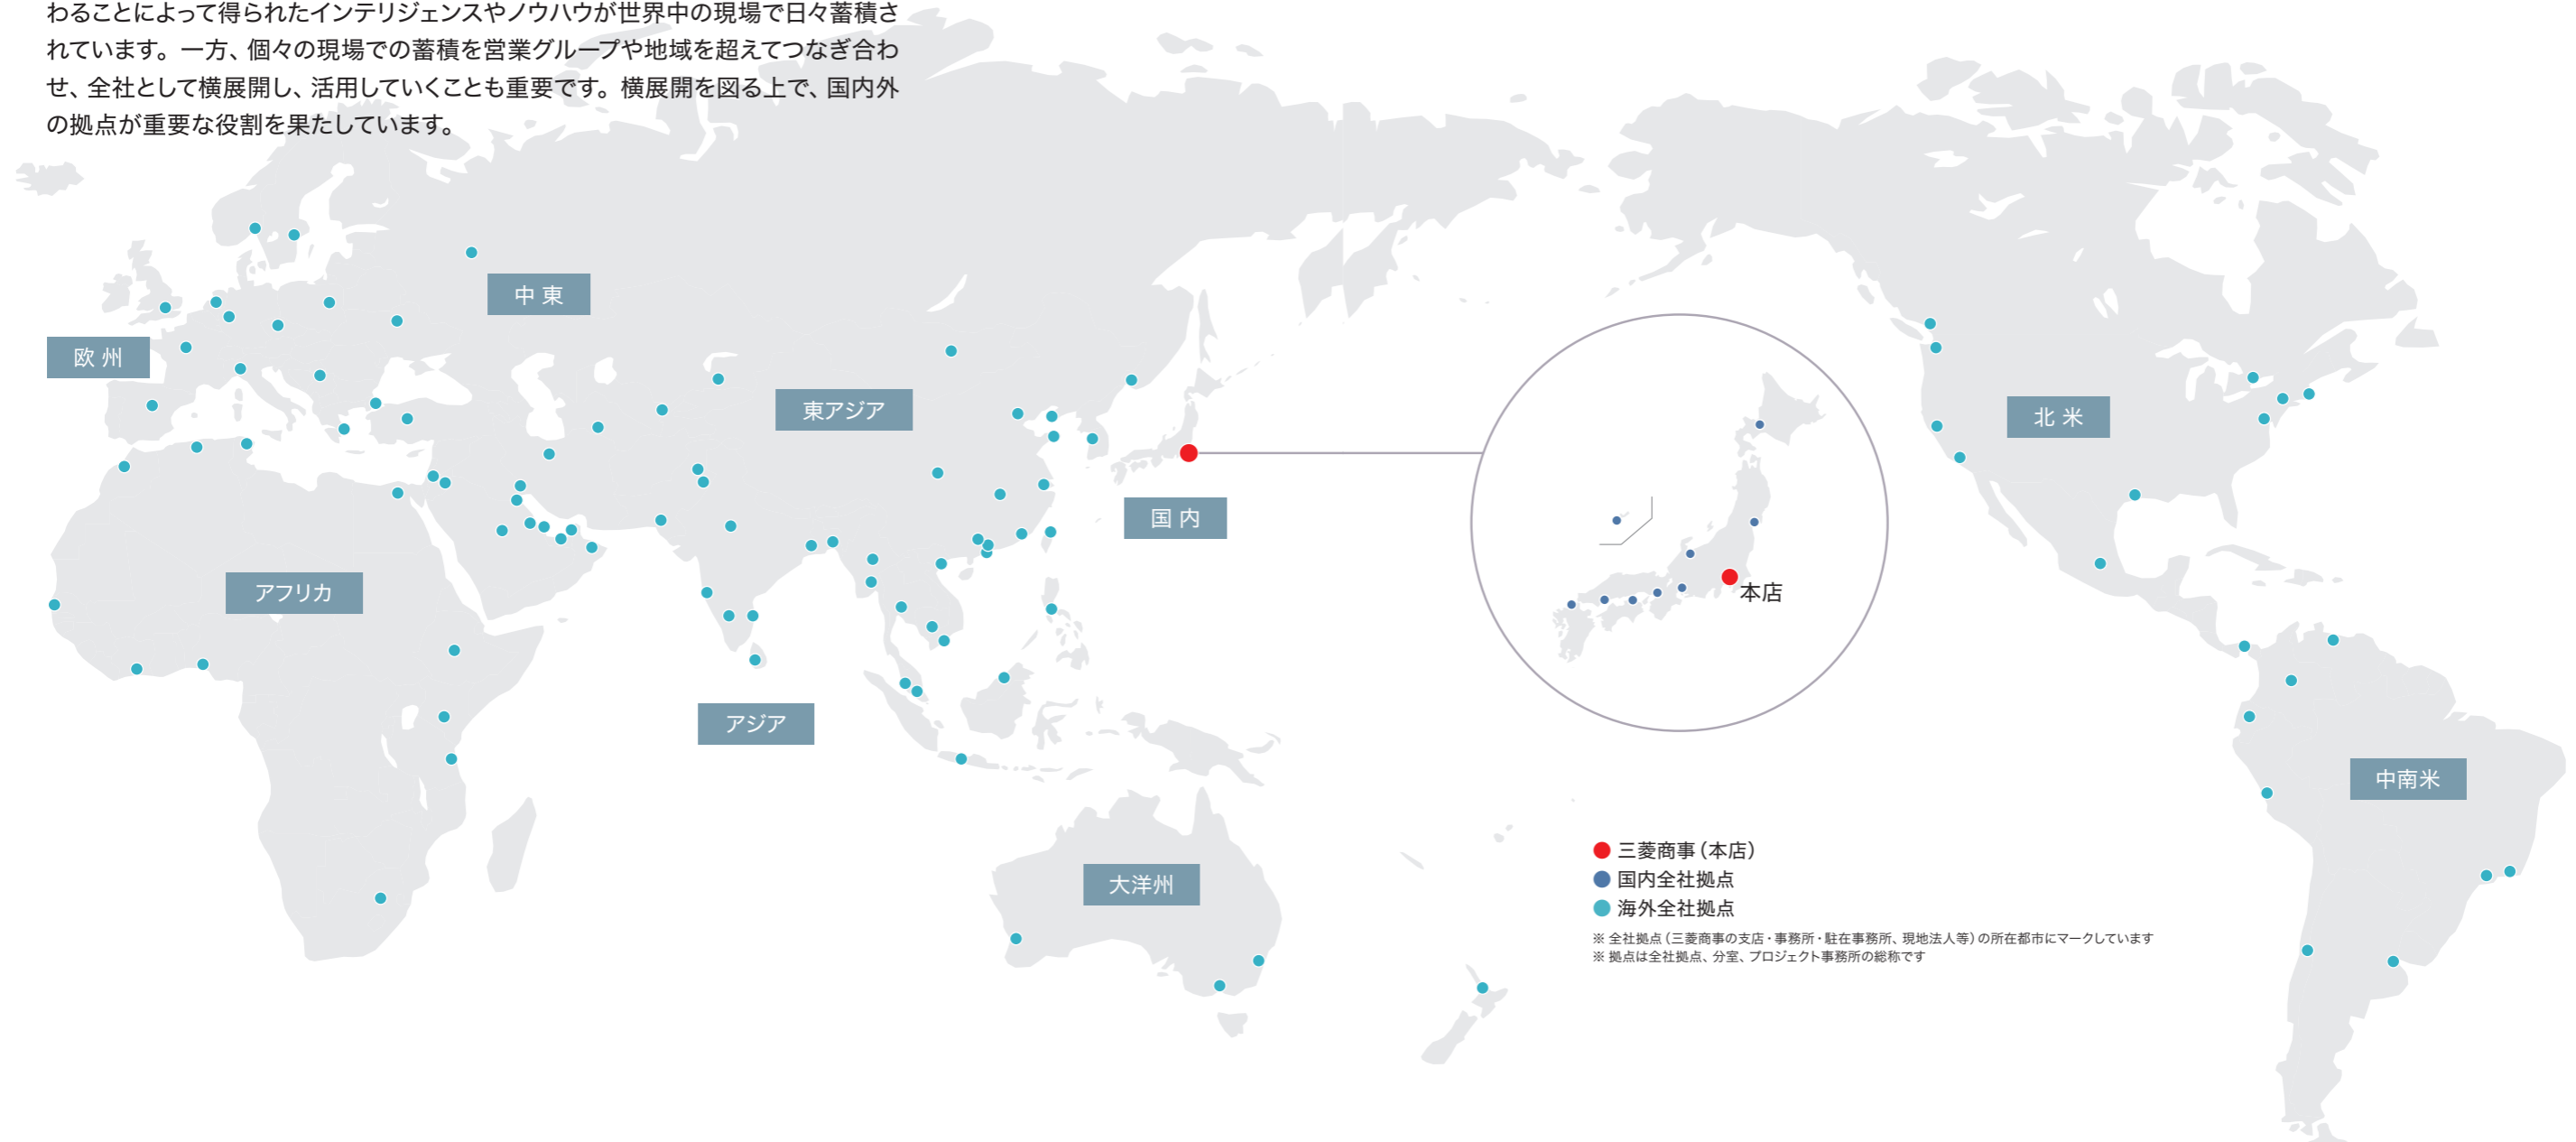 わることによって得られたインテリジェンスやノウハウが世界中の現場で日々蓄積さ
れています。一方、個々の現場での蓄積を営業グループや地域を超えてつなぎ合わ
せ、全社として横展開し、活用していくことも重要です。横展開を図る上で、国内外
の拠点が重要な役割を果たしています。
中東
欧州
東アジア
北米
国内
アフリカ
本店
アジア
中南米
大洋州
三菱商事（本店）
国内全社拠点
海外全社拠点
※ 全社拠点（三菱商事の支店・事務所・駐在事務所、現地法人等）の所在都市にマークしています
※ 拠点は全社拠点、分室、プロジェクト事務所の総称です